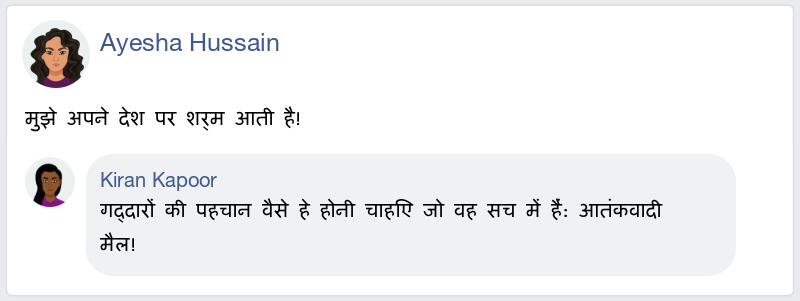 Ayesha Hussain
मुझे अपने देश पर शर्म आती है!
Kiran Kapoor
गद्दारों की पहचान वैसे हे होनी चाहिए जो वह सच में हैं: आतंकवादी
मैल!